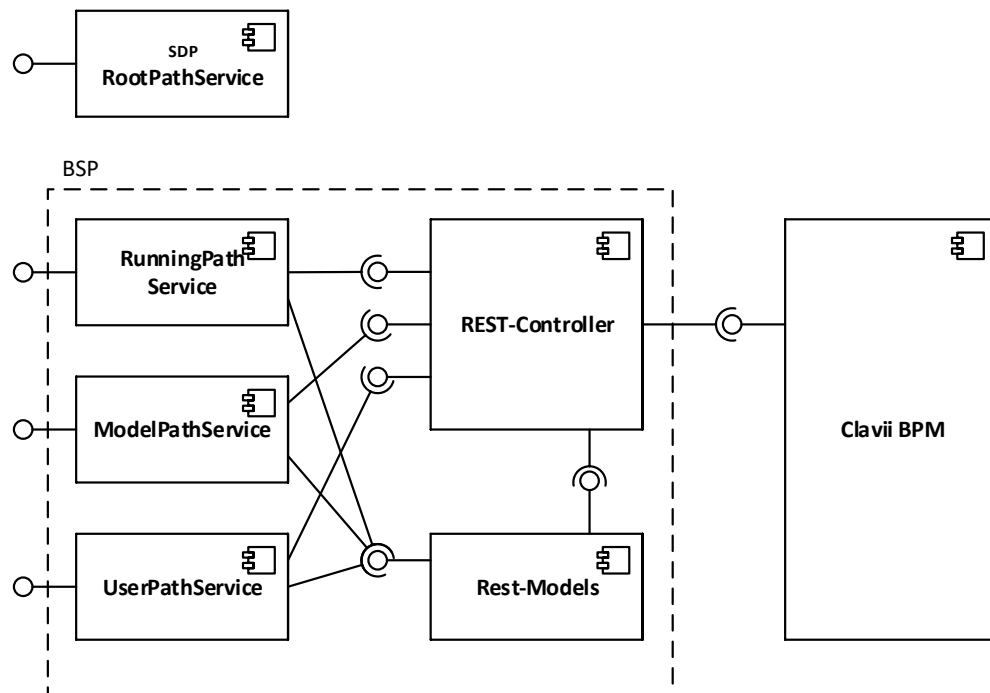 SDP
RootPathService
BSP
RunningPath
Service
REST-Controller
ModelPathService
Clavii BPM
UserPathService
Rest-Models